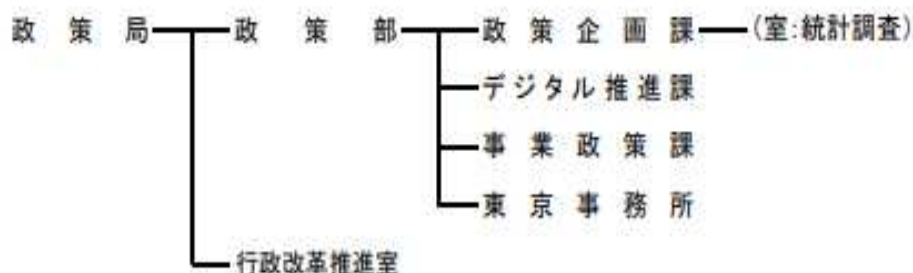 政策局 政策部 政策企画課 (室:統計調査)
デジタル推進課
事業政策課
東京事務所
行政改革推進室